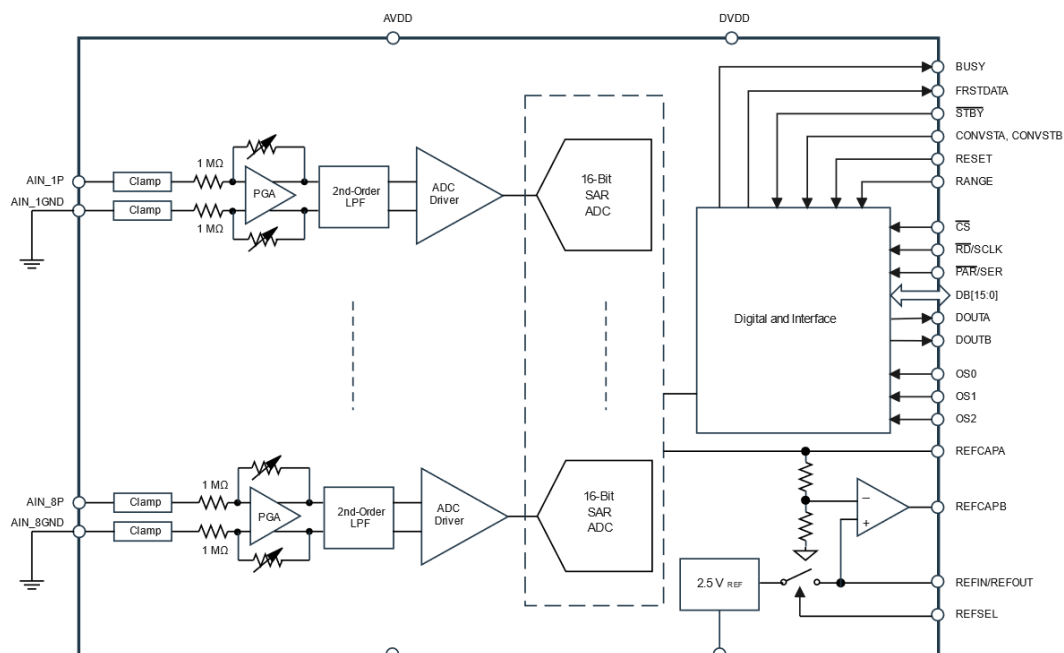 AVDD
DVDD
BUSY
FRSTDATA
STBY
CONVSTA, CONVSTB
RESET
RANGE
CS
RD/SCLK
PAR/SER
DB[15:0]
DOUTA
DOUTB
OS0
OS1
OS2
REFCAPA
REFCAPB
REFIN/REFOUT
REFSEL
AIN_1P
AIN_1GND
Clamp
Clamp
1 MΩ
1 MΩ
PGA
2nd-Order
LPF
ADC
Driver
16-Bit
SAR
ADC
Digital and Interface
AIN_8P
AIN_8GND
Clamp
Clamp
1 MΩ
1 MΩ
PGA
2nd-Order
LPF
ADC
Driver
16-Bit
SAR
ADC
−
+
2.5 V REF